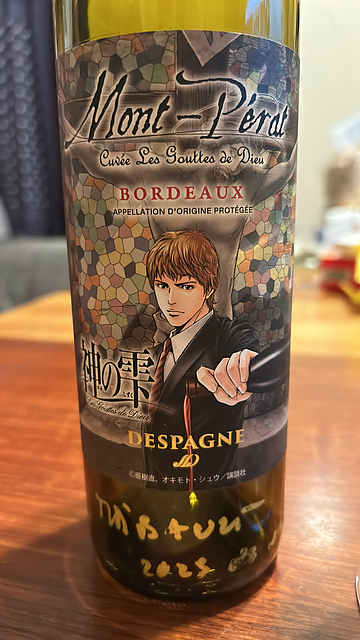 Mont-Pérat
Cuvée Les Gouttes de Dieu
BORDEAUX
APPELLATION D'ORIGINE PROTÉGÉE
神の雫
Les Gouttes de Dieu
DESPAGNE
©亜樹直、オキモト・シュウ/講談社